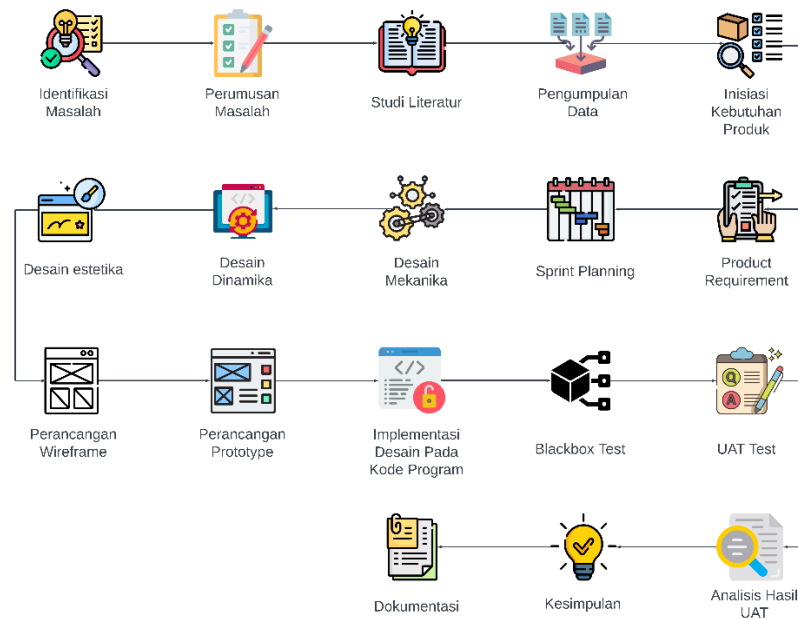 Identifikasi
Masalah
Perumusan
Masalah
Studi Literatur
Pengumpulan
Data
Inisiasi
Kebutuhan
Produk
Desain estetika
Desain
Dinamika
Desain
Mekanika
Sprint Planning
Product
Requirement
Perancangan
Wireframe
Perancangan
Prototype
Implementasi
Desain Pada
Kode Program
Blackbox Test
Q
A
UAT Test
Dokumentasi
Kesimpulan
Analisis Hasil
UAT